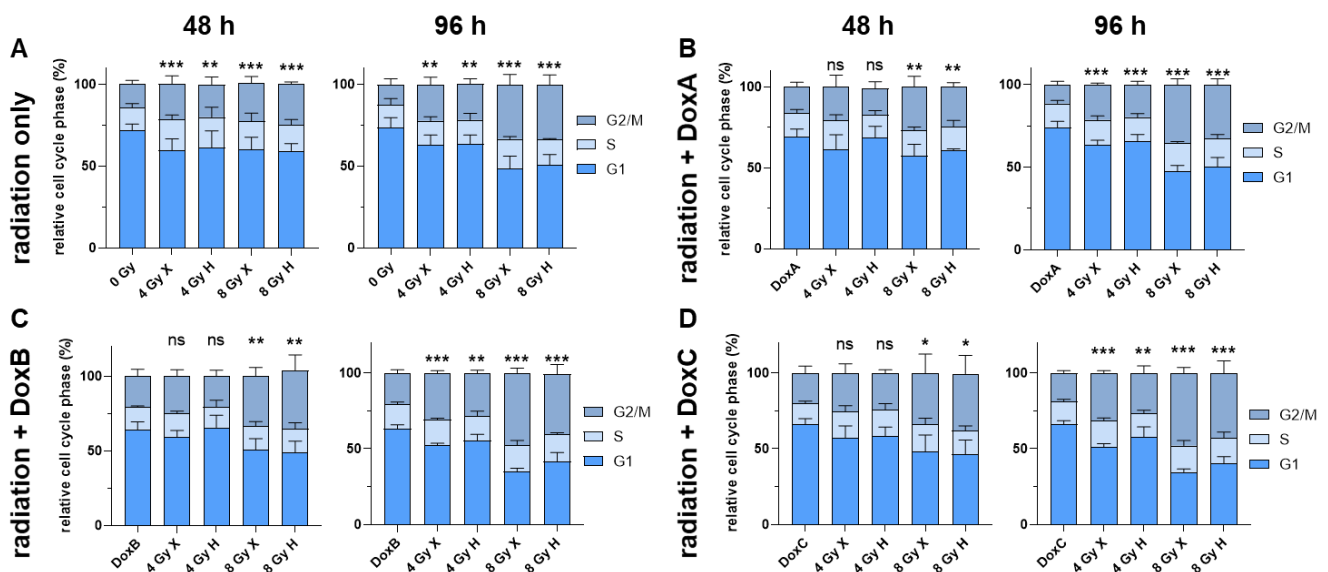 48 h
96 h
A
radiation only
relative cell cycle phase (%)
100
50
0
*** ** *** ***
0 Gy
4 Gy X
4 Gy H
8 Gy X
8 Gy H
100
50
0
** ** *** ***
0 Gy
4 Gy X
4 Gy H
8 Gy X
8 Gy H
G2/M
S
G1
48 h
96 h
B
radiation + DoxA
relative cell cycle phase (%)
100
50
0
ns ns ** **
DoxA
4 Gy X
4 Gy H
8 Gy X
8 Gy H
100
50
0
*** *** *** ***
DoxA
4 Gy X
4 Gy H
8 Gy X
8 Gy H
G2/M
S
G1
C
radiation + DoxB
relative cell cycle phase (%)
100
50
0
ns ns ** **
DoxB
4 Gy X
4 Gy H
8 Gy X
8 Gy H
100
50
0
*** ** *** ***
DoxB
4 Gy X
4 Gy H
8 Gy X
8 Gy H
G2/M
S
G1
D
radiation + DoxC
relative cell cycle phase (%)
100
50
0
ns ns * *
DoxC
4 Gy X
4 Gy H
8 Gy X
8 Gy H
100
50
0
*** ** *** ***
DoxC
4 Gy X
4 Gy H
8 Gy X
8 Gy H
G2/M
S
G1